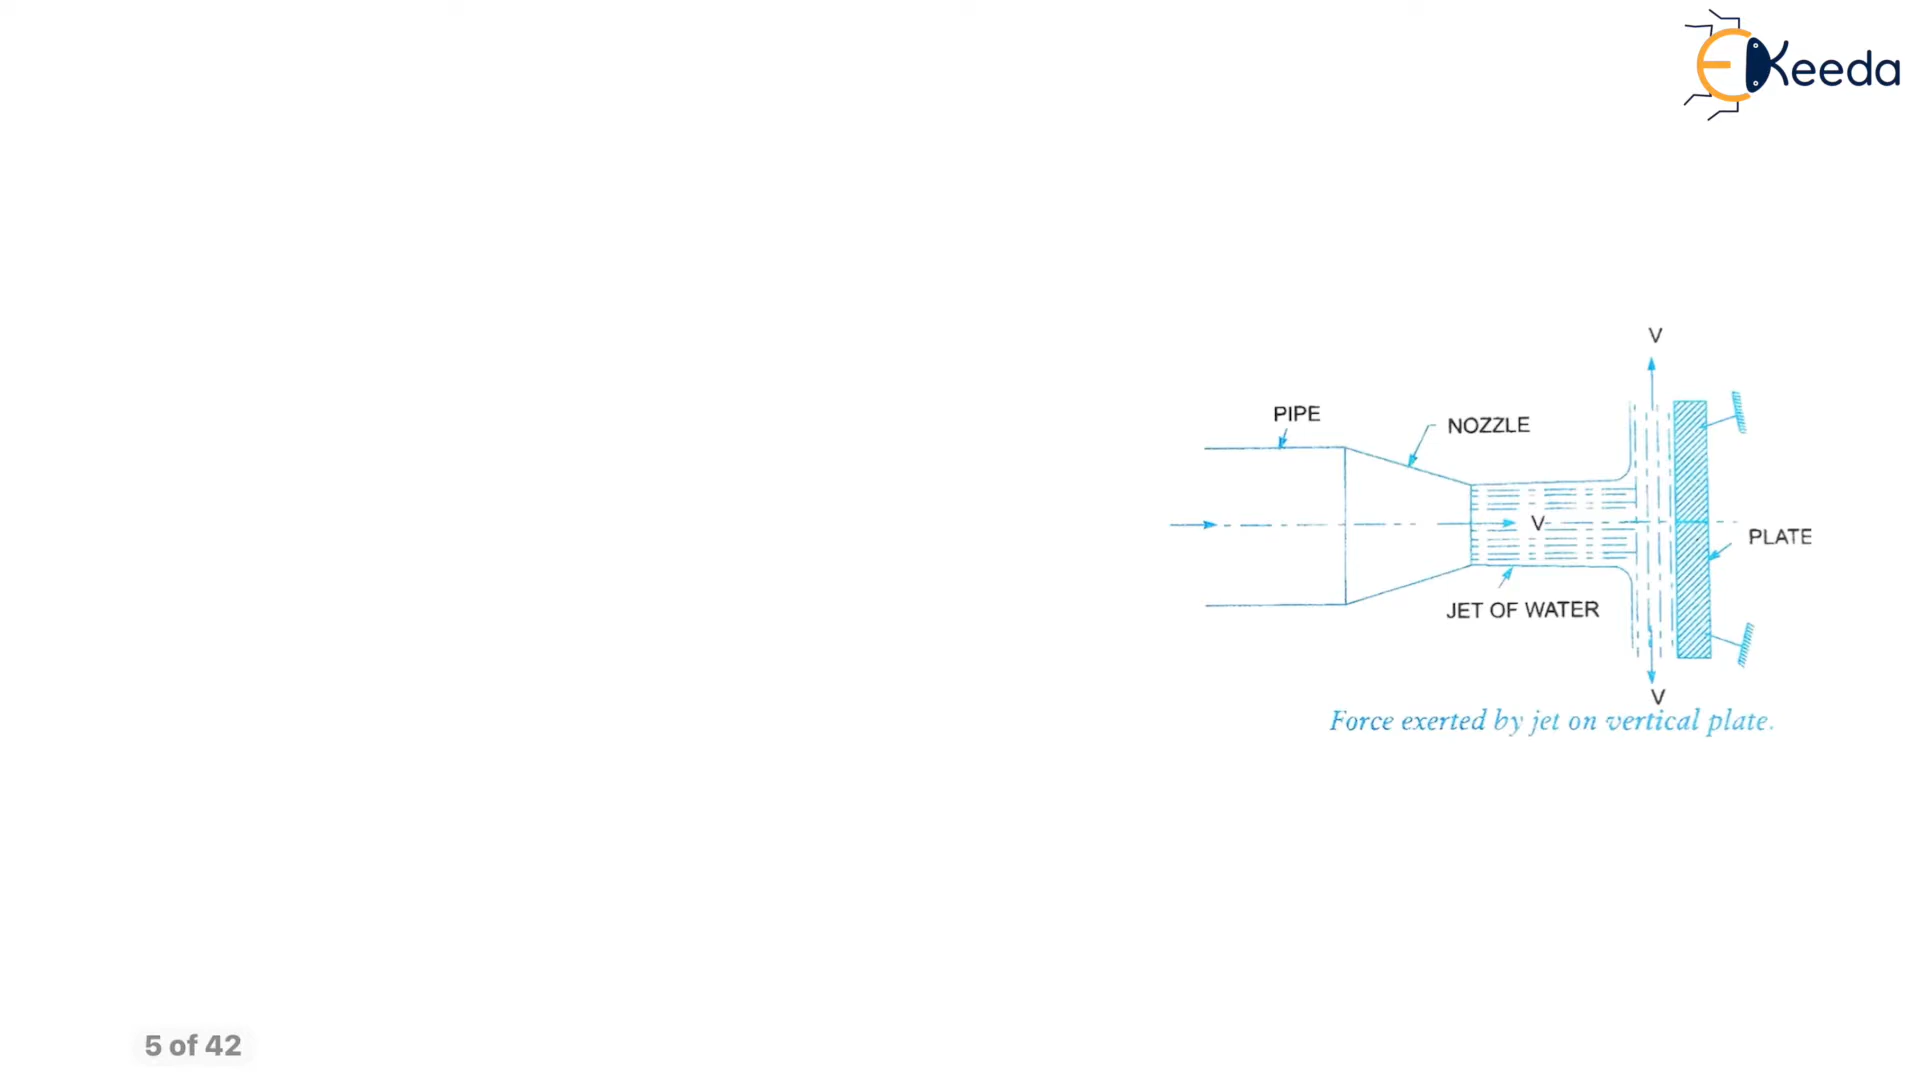 EKeeda
V
PIPE
NOZZLE
V
PLATE
JET OF WATER
V
Force exerted by jet on vertical plate.
5 of 42